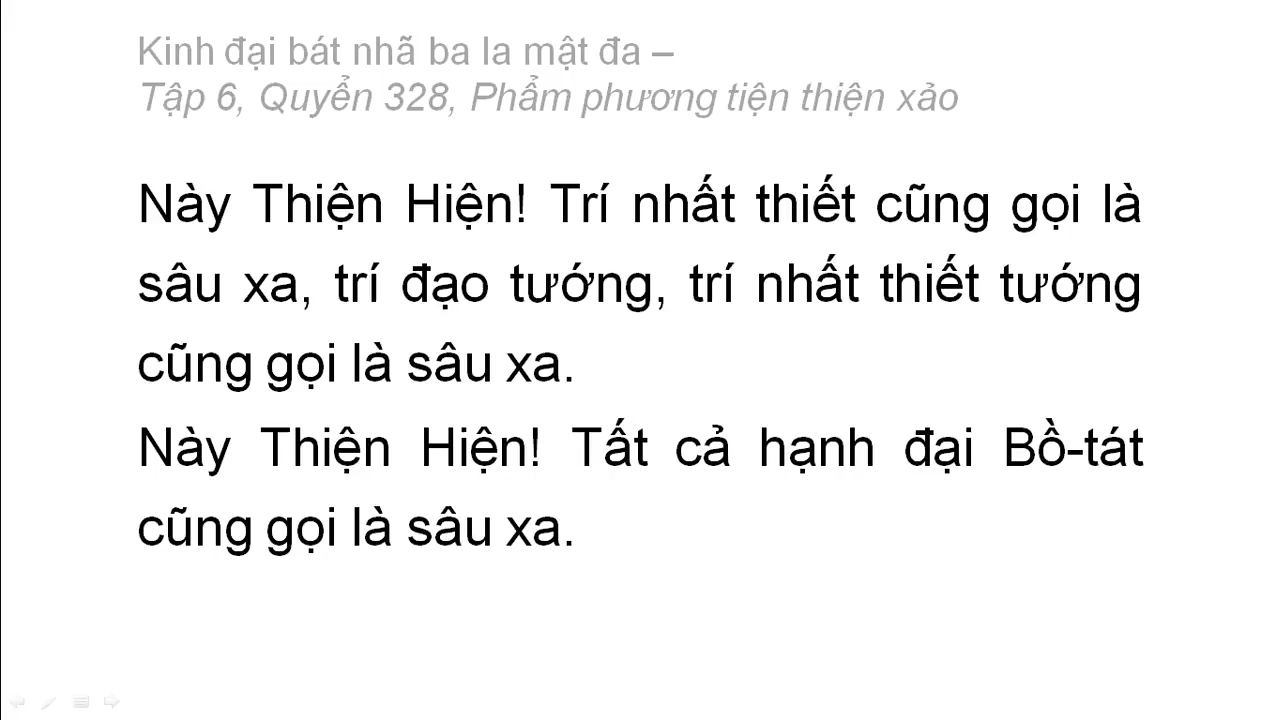 Kinh đại bát nhã ba la mật đa –
Tập 6, Quyển 328, Phẩm phương tiện thiện xảo
Này Thiện Hiện! Trí nhất thiết cũng gọi là
sâu xa, trí đạo tướng, trí nhất thiết tướng
cũng gọi là sâu xa.
Này Thiện Hiện! Tất cả hạnh đại Bồ-tát
cũng gọi là sâu xa.